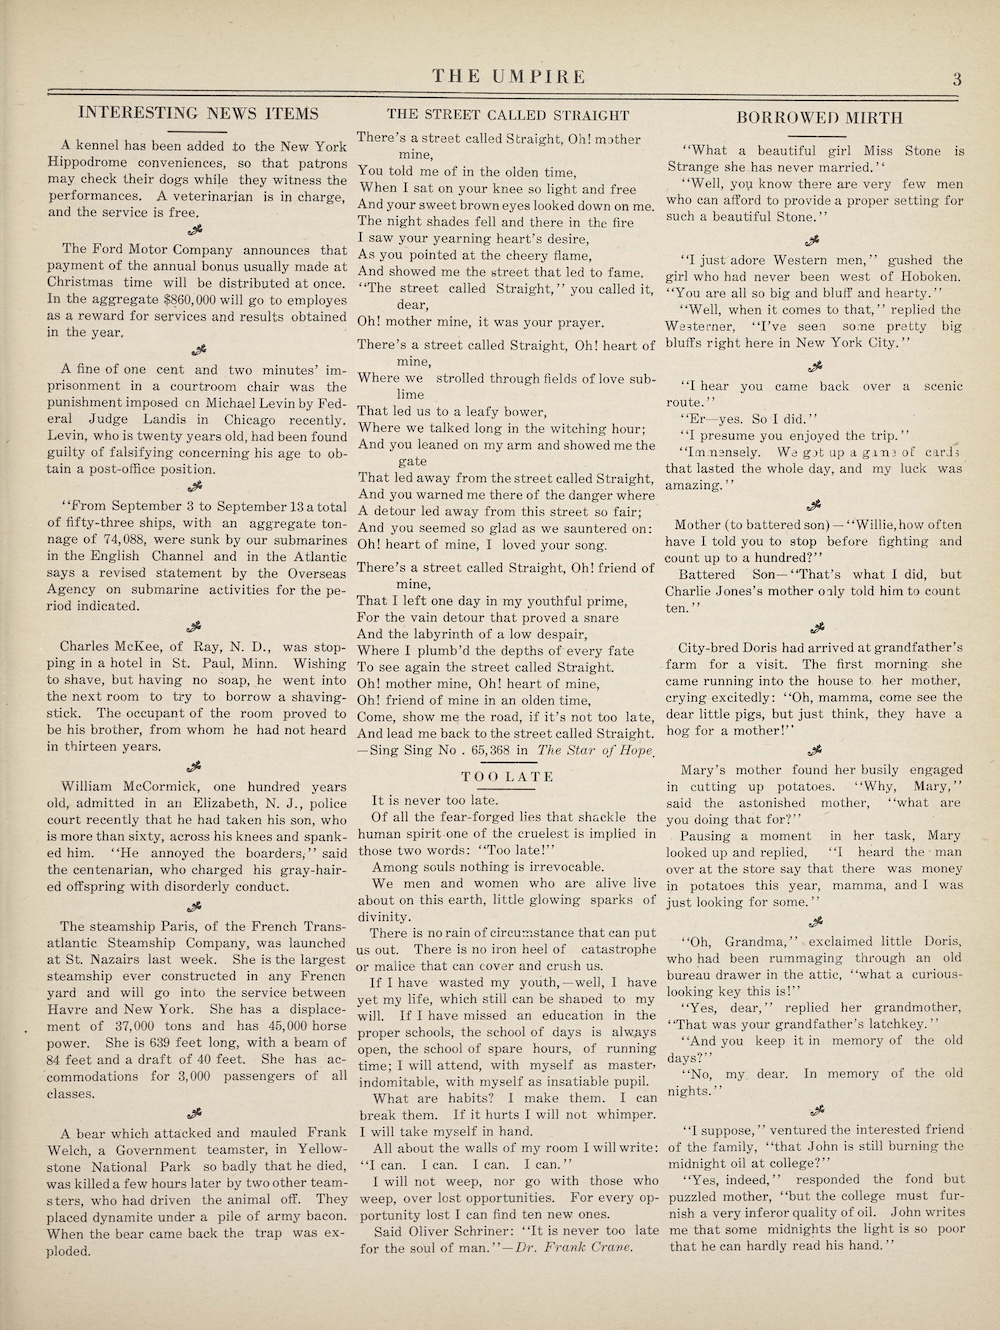 THE UMPIRE
3
INTERESTING NEWS ITEMS
A kennel has been added to the New York
Hippodrome conveniences, so that patrons
may check their dogs while they witness the
performances. A veterinarian is in charge,
and the service is free.
The Ford Motor Company announces that
payment of the annual bonus usually made at
Christmas time will be distributed at once.
In the aggregate $860,000 will go to employes
as a reward for services and results obtained
in the year.
A fine of one cent and two minutes' im-
prisonment in a courtroom chair was the
punishment imposed on Michael Levin by Fed-
eral Judge Landis in Chicago recently.
Levin, who is twenty years old, had been found
guilty of falsifying concerning his age to ob-
tain a post-office position.
"From September 3 to September 13 a total
of fifty-three ships, with an aggregate ton-
nage of 74,088, were sunk by our submarines
in the English Channel and in the Atlantic
says a revised statement by the Overseas
Agency on submarine activities for the pe-
riod indicated.
Charles McKee, of Ray, N. D., was stop-
ping in a hotel in St. Paul, Minn. Wishing
to shave, but having no soap, he went into
the next room to try to borrow a shaving-
stick. The occupant of the room proved to
be his brother, from whom he had not heard
in thirteen years.
William McCormick, one hundred years
old, admitted in an Elizabeth, N. J., police
court recently that he had taken his son, who
is more than sixty, across his knees and spank-
ed him. "He annoyed the boarders," said
the centenarian, who charged his gray-hair-
ed offspring with disorderly conduct.
The steamship Paris, of the French Trans-
atlantic Steamship Company, was launched
at St. Nazairs last week. She is the largest
steamship ever constructed in any French
yard and will go into the service between
Havre and New York. She has a displace-
ment of 37,000 tons and has 45,000 horse
power. She is 639 feet long, with a beam of
84 feet and a draft of 40 feet. She has ac-
commodations for 3,000 passengers of all
classes.
A bear which attacked and mauled Frank
Welch, a Government teamster, in Yellow-
stone National Park so badly that he died,
was killed a few hours later by two other team-
sters, who had driven the animal off. They
placed dynamite under a pile of army bacon.
When the bear came back the trap was ex-
ploded.
THE STREET CALLED STRAIGHT
There's a street called Straight, Oh! mother
mine,
You told me of in the olden time,
When I sat on your knee so light and free
And your sweet brown eyes looked down on me.
The night shades fell and there in the fire
I saw your yearning heart's desire,
As you pointed at the cheery flame,
And showed me the street that led to fame.
"The street called Straight," you called it,
dear,
Oh! mother mine, it was your prayer.
There's a street called Straight, Oh! heart of
mine,
Where we strolled through fields of love sub-
lime
That led us to a leafy bower,
Where we talked long in the witching hour;
And you leaned on my arm and showed me the
gate
That led away from the street called Straight,
And you warned me there of the danger where
A detour led away from this street so fair;
And you seemed so glad as we sauntered on:
Oh! heart of mine, I loved your song.
There's a street called Straight, Oh! friend of
mine,
That I left one day in my youthful prime,
For the vain detour that proved a snare
And the labyrinth of a low despair,
Where I plumb'd the depths of every fate
To see again the street called Straight.
Oh! mother mine, Oh! heart of mine,
Oh! friend of mine in an olden time,
Come, show me the road, if it's not too late,
And lead me back to the street called Straight.
—Sing Sing No . 65,368 in The Star of Hope.
TOO LATE
It is never too late.
Of all the fear-forged lies that shackle the
human spirit one of the cruelest is implied in
those two words: "Too late!"
Among souls nothing is irrevocable.
We men and women who are alive live
about on this earth, little glowing sparks of
divinity.
There is no rain of circumstance that can put
us out. There is no iron heel of catastrophe
or malice that can cover and crush us.
If I have wasted my youth,—well, I have
yet my life, which still can be shaped to my
will. If I have missed an education in the
proper schools, the school of days is always
open, the school of spare hours, of running
time; I will attend, with myself as master,
indomitable, with myself as insatiable pupil.
What are habits? I make them. I can
break them. If it hurts I will not whimper.
I will take myself in hand.
All about the walls of my room I will write:
"I can. I can. I can. I can."
I will not weep, nor go with those who
weep, over lost opportunities. For every op-
portunity lost I can find ten new ones.
Said Oliver Schriner: "It is never too late
for the soul of man."—Dr. Frank Crane.
BORROWED MIRTH
"What a beautiful girl Miss Stone is
Strange she has never married."
"Well, you know there are very few men
who can afford to provide a proper setting for
such a beautiful Stone."
"I just adore Western men," gushed the
girl who had never been west of Hoboken.
"You are all so big and bluff and hearty."
"Well, when it comes to that," replied the
Westerner, "I've seen some pretty big
bluffs right here in New York City."
"I hear you came back over a scenic
route."
"Er—yes. So I did."
"I presume you enjoyed the trip."
"Immensely. We got up a game of cards
that lasted the whole day, and my luck was
amazing."
Mother (to battered son)—"Willie, how often
have I told you to stop before fighting and
count up to a hundred?"
Battered Son—"That's what I did, but
Charlie Jones's mother only told him to count
ten."
City-bred Doris had arrived at grandfather's
farm for a visit. The first morning she
came running into the house to her mother,
crying excitedly: "Oh, mamma, come see the
dear little pigs, but just think, they have a
hog for a mother!"
Mary's mother found her busily engaged
in cutting up potatoes. "Why, Mary,"
said the astonished mother, "what are
you doing that for?"
Pausing a moment in her task, Mary
looked up and replied, "I heard the man
over at the store say that there was money
in potatoes this year, mamma, and I was
just looking for some."
"Oh, Grandma," exclaimed little Doris,
who had been rummaging through an old
bureau drawer in the attic, "what a curious-
looking key this is!"
"Yes, dear," replied her grandmother,
"That was your grandfather's latchkey."
"And you keep it in memory of the old
days?"
"No, my dear. In memory of the old
nights."
"I suppose," ventured the interested friend
of the family, "that John is still burning the
midnight oil at college?"
"Yes, indeed," responded the fond but
puzzled mother, "but the college must fur-
nish a very inferor quality of oil. John writes
me that some midnights the light is so poor
that he can hardly read his hand."